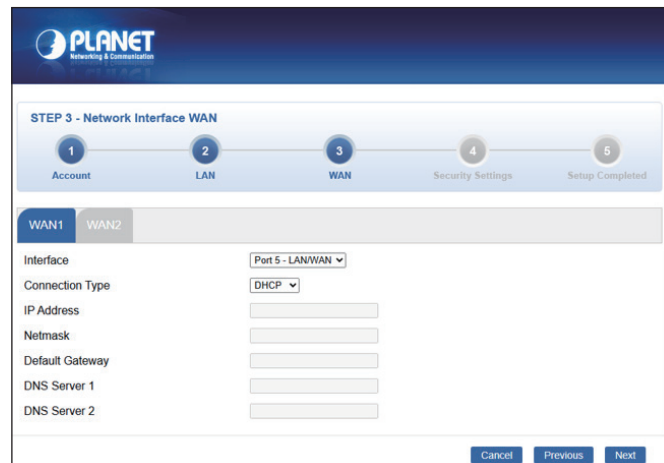 PLANET
Networking & Communication
STEP 3 - Network Interface WAN
1 2 3 4 5
Account LAN WAN Security Settings Setup Completed
WAN1 WAN2
Interface Port 5 - LAN/WAN
Connection Type DHCP
IP Address
Netmask
Default Gateway
DNS Server 1
DNS Server 2
Cancel Previous Next